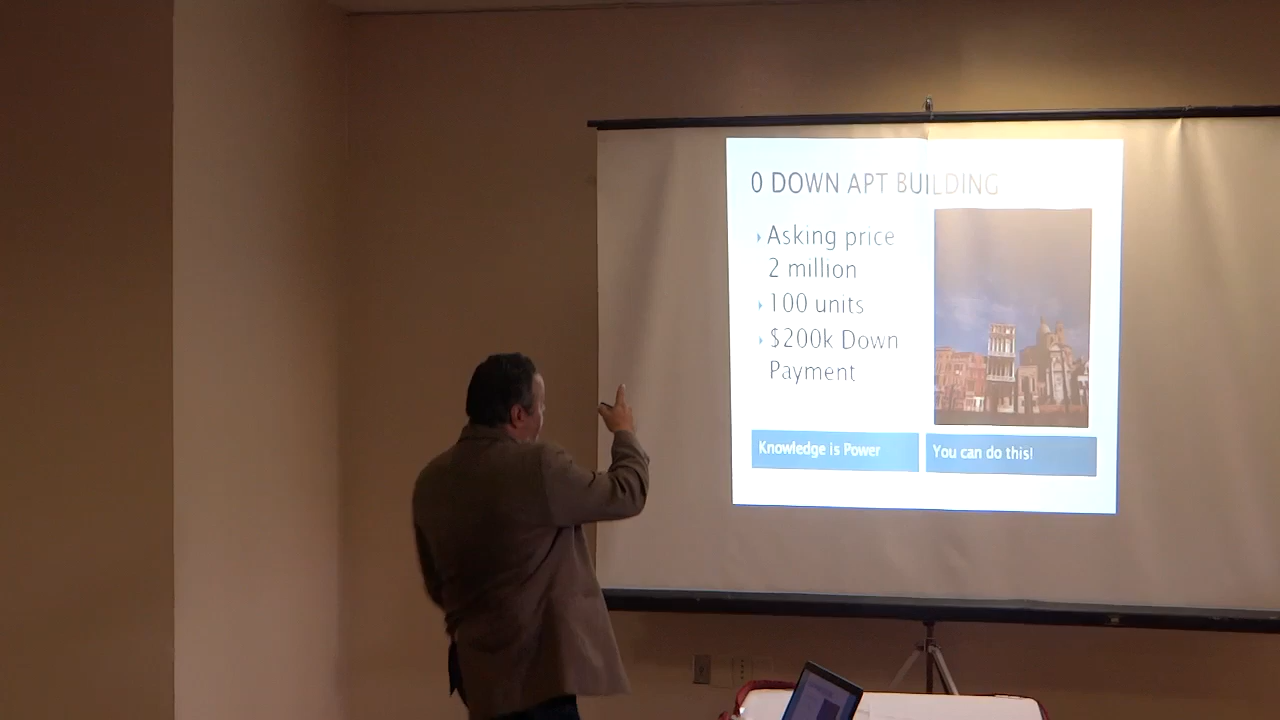 0 DOWN APT BUILDING
Asking price
2 million
100 units
$200k Down
Payment
Knowledge is Power
You can do this!